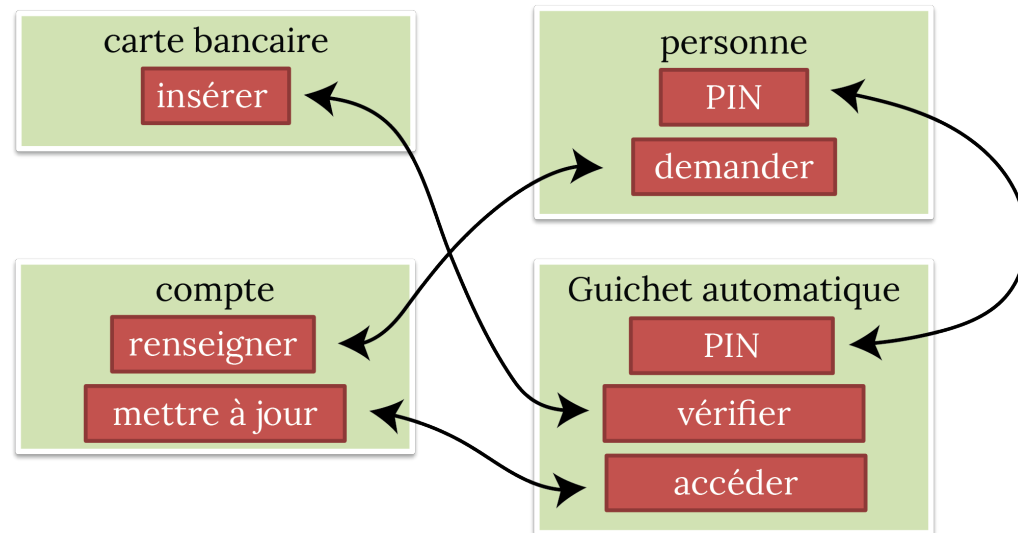 carte bancaire
insérer
personne
PIN
demander
compte
renseigner
mettre à jour
Guichet automatique
PIN
vérifier
accéder